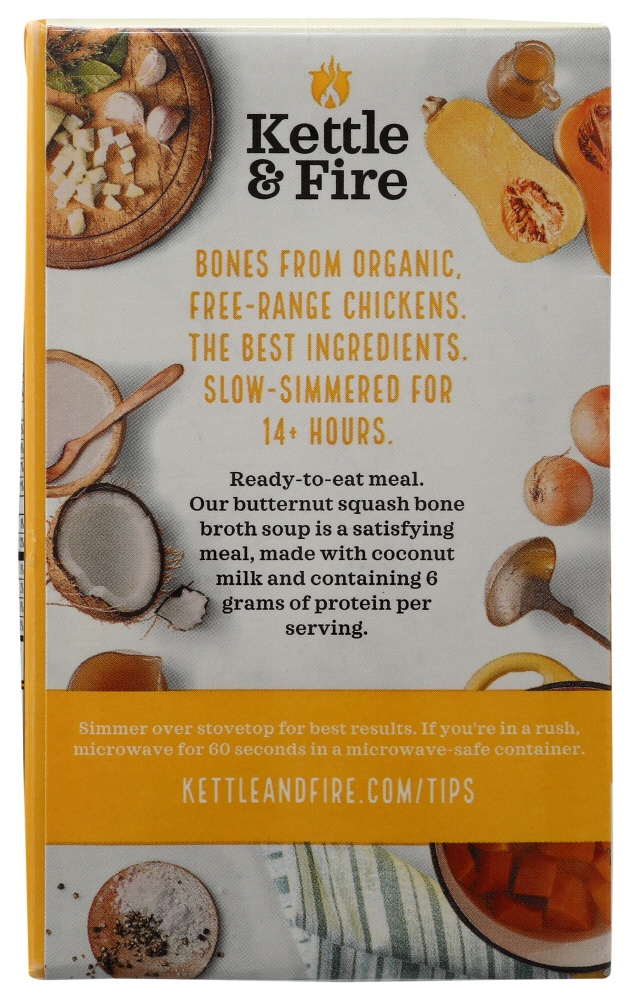 Kettle
& Fire
BONES FROM ORGANIC,
FREE-RANGE CHICKENS.
THE BEST INGREDIENTS.
SLOW-SIMMERED FOR
14+ HOURS.
Ready-to-eat meal.
Our butternut squash bone
broth soup is a satisfying
meal, made with coconut
milk and containing 6
grams of protein per
serving.
Simmer over stovetop for best results. If you're in a rush,
microwave for 60 seconds in a microwave-safe container.
KETTLEANDFIRE.COM/TIPS